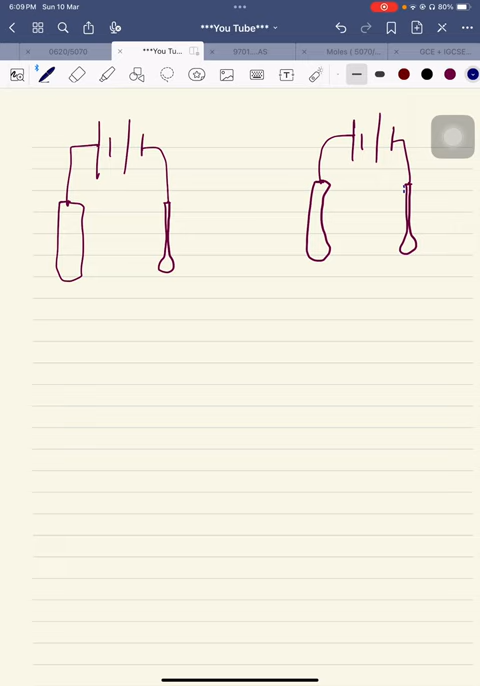 6:09 PM Sun 10 Mar
80%
***You Tube***
0620/5070
***You Tu...
9701....AS
Moles ( 5070/...
GCE + IGCSE...
T